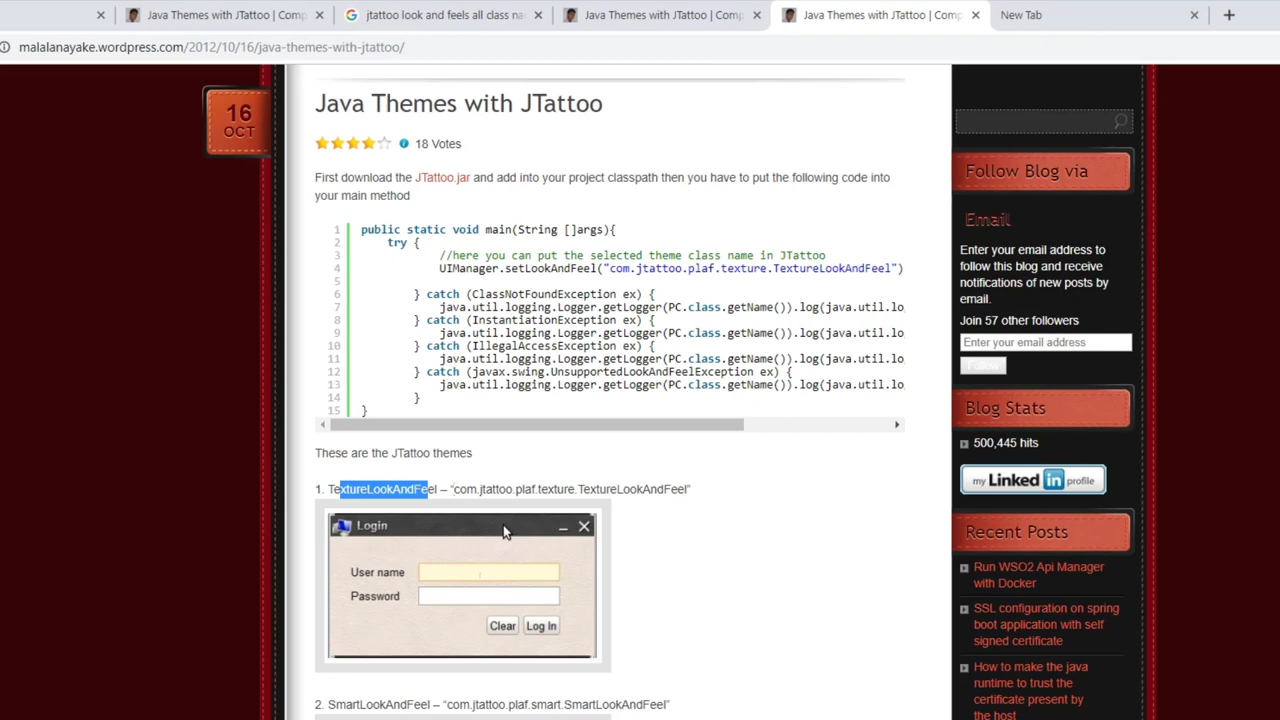 Java Themes with JTattoo | Comp
jtattoo look and feels all class na
Java Themes with JTattoo | Comp
Java Themes with JTattoo | Comp
New Tab
malalanayake.wordpress.com/2012/10/16/java-themes-with-jtattoo/
16
OCT
Java Themes with JTattoo
18 Votes
First download the JTattoo.jar and add into your project classpath then you have to put the following code into
your main method
1 public static void main(String []args){
2 try {
3 //here you can put the selected theme class name in JTattoo
4 UIManager.setLookAndFeel("com.jtattoo.plaf.texture.TextureLookAndFeel")
5
6 } catch (ClassNotFoundException ex) {
7 java.util.logging.Logger.getLogger(PC.class.getName()).log(java.util.lo
8 } catch (InstantiationException ex) {
9 java.util.logging.Logger.getLogger(PC.class.getName()).log(java.util.lo
10 } catch (IllegalAccessException ex) {
11 java.util.logging.Logger.getLogger(PC.class.getName()).log(java.util.lo
12 } catch (javax.swing.UnsupportedLookAndFeelException ex) {
13 java.util.logging.Logger.getLogger(PC.class.getName()).log(java.util.lo
14 }
15 }
These are the JTattoo themes
1. TextureLookAndFeel – “com.jtattoo.plaf.texture.TextureLookAndFeel”
Login
User name
Password
Clear Log In
2. SmartLookAndFeel – “com.jtattoo.plaf.smart.SmartLookAndFeel”
Follow Blog via
Email
Enter your email address to
follow this blog and receive
notifications of new posts by
email.
Join 57 other followers
Enter your email address
Follow
Blog Stats
500,445 hits
my LinkedIn profile
Recent Posts
Run WSO2 Api Manager
with Docker
SSL configuration on spring
boot application with self
signed certificate
How to make the java
runtime to trust the
certificate present by
the host